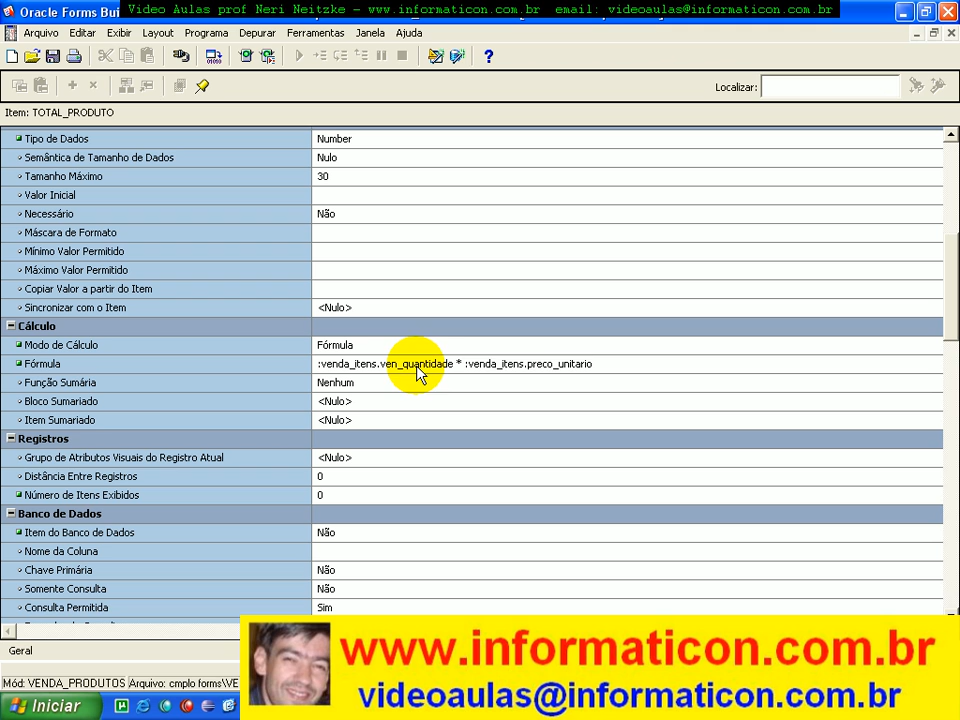 Oracle Forms Bui
Video Aulas prof Neri Neitzke - www.informaticon.com.br email: videoaulas@informaticon.com.br
Arquivo Editar Exibir Layout Programa Depurar Ferramentas Janela Ajuda
Localizar:
Item: TOTAL_PRODUTO
Tipo de Dados Number
Semântica de Tamanho de Dados Nulo
Tamanho Máximo 30
Valor Inicial
Necessário Não
Máscara de Formato
Mínimo Valor Permitido
Máximo Valor Permitido
Copiar Valor a partir do Item
Sincronizar com o Item <Nulo>
Cálculo
Modo de Cálculo Fórmula
Fórmula :venda_itens.ven_quantidade * :venda_itens.preco_unitario
Função Sumária Nenhum
Bloco Sumariado <Nulo>
Item Sumariado <Nulo>
Registros
Grupo de Atributos Visuais do Registro Atual <Nulo>
Distância Entre Registros 0
Número de Itens Exibidos 0
Banco de Dados
Item do Banco de Dados Não
Nome da Coluna
Chave Primária Não
Somente Consulta Não
Consulta Permitida Sim
Geral
Mód: VENDA_PRODUTOS Arquivo: cmplo forms\VE
Iniciar
www.informaticon.com.br
videoaulas@informaticon.com.br